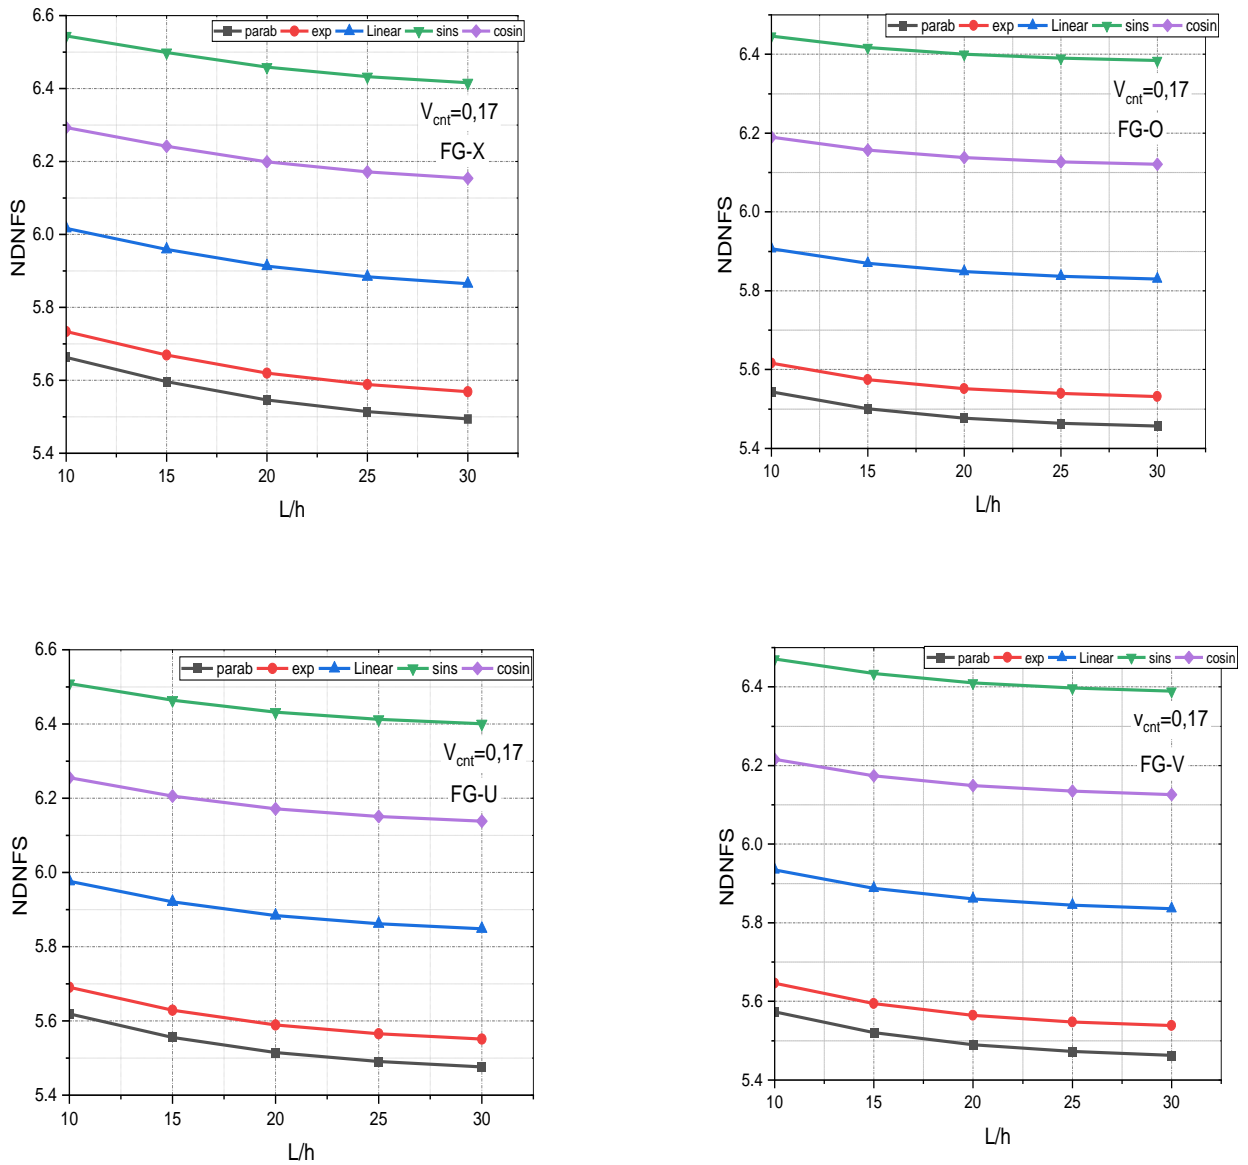 parab exp Linear sins cosin
6.6
6.4
6.2
6.0
5.8
5.6
5.4
NDNFS
V_cnt=0,17
FG-X
10 15 20 25 30
L/h
parab exp Linear sins cosin
6.4
6.2
6.0
5.8
5.6
5.4
NDNFS
V_cnt=0,17
FG-O
10 15 20 25 30
L/h
parab exp Linear sins cosin
6.6
6.4
6.2
6.0
5.8
5.6
5.4
NDNFS
V_cnt=0,17
FG-U
10 15 20 25 30
L/h
parab exp Linear sins cosin
6.4
6.2
6.0
5.8
5.6
5.4
NDNFS
v_cnt=0,17
FG-V
10 15 20 25 30
L/h